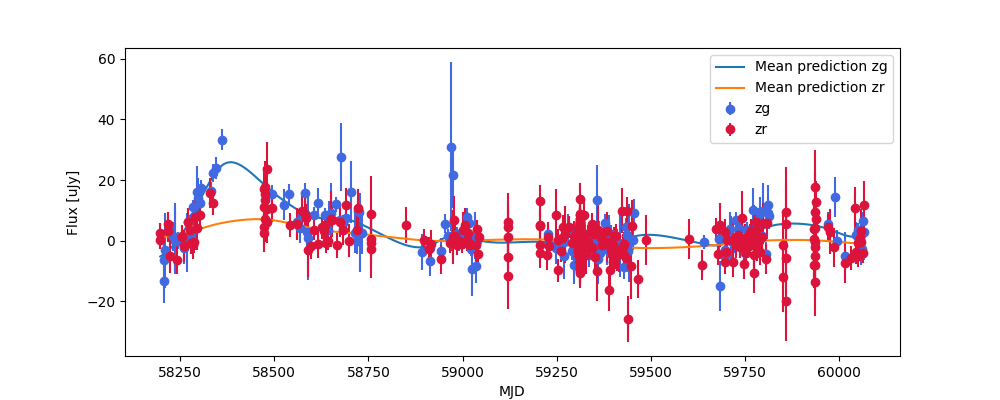 60
40
20
0
−20
Flux [uJy]
58250 58500 58750 59000 59250 59500 59750 60000
MJD
Mean prediction zg
Mean prediction zr
zg
zr